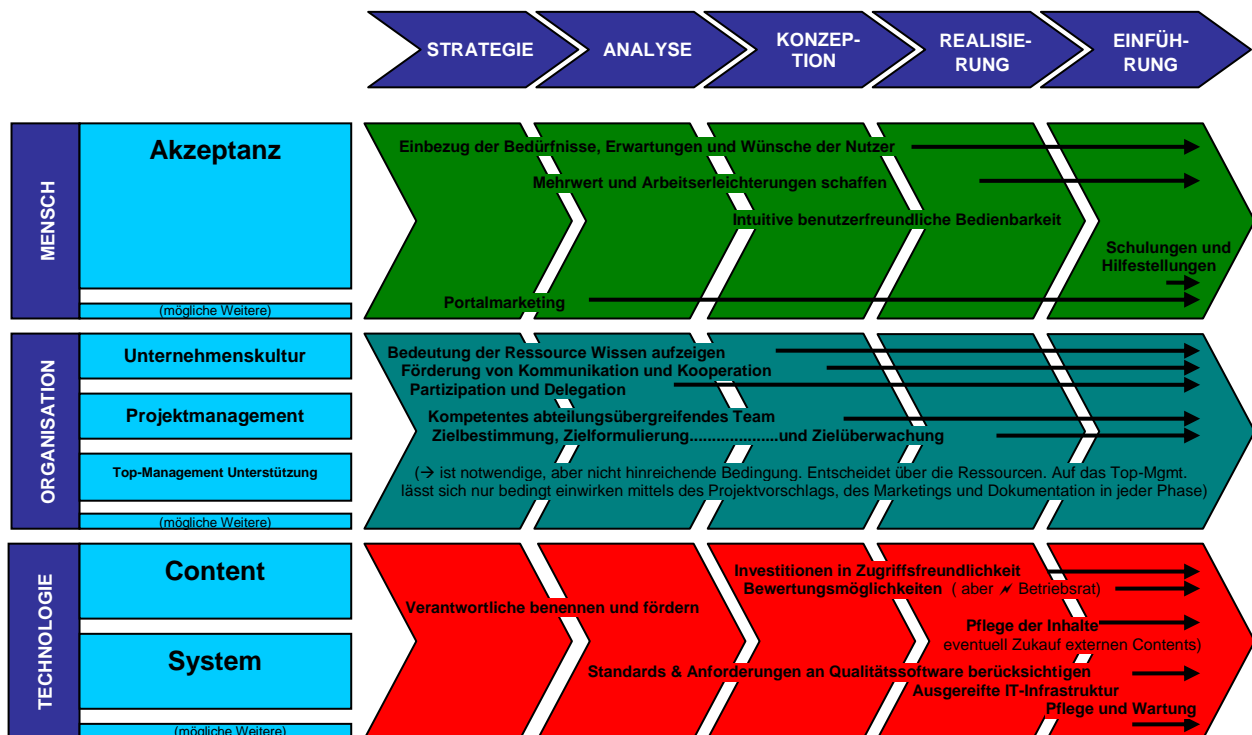 STRATEGIE
ANALYSE
KONZEP-
TION
REALISIE-
RUNG
EINFÜH-
RUNG
MENSCH
Akzeptanz
(mögliche Weitere)
Einbezug der Bedürfnisse, Erwartungen und Wünsche der Nutzer
Mehrwert und Arbeitserleichterungen schaffen
Intuitive benutzerfreundliche Bedienbarkeit
Schulungen und
Hilfestellungen
Portalmarketing
ORGANISATION
Unternehmenskultur
Projektmanagement
Top-Management Unterstützung
(mögliche Weitere)
Bedeutung der Ressource Wissen aufzeigen
Förderung von Kommunikation und Kooperation
Partizipation und Delegation
Kompetentes abteilungsübergreifendes Team
Zielbestimmung, Zielformulierung....................und Zielüberwachung
(→ ist notwendige, aber nicht hinreichende Bedingung. Entscheidet über die Ressourcen. Auf das Top-Mgmt.
lässt sich nur bedingt einwirken mittels des Projektvorschlags, des Marketings und Dokumentation in jeder Phase)
TECHNOLOGIE
Content
System
(mögliche Weitere)
Investitionen in Zugriffsfreundlichkeit
Bewertungsmöglichkeiten ( aber Betriebsrat)
Verantwortliche benennen und fördern
Pflege der Inhalte
eventuell Zukauf externen Contents)
Standards & Anforderungen an Qualitätssoftware berücksichtigen
Ausgereifte IT-Infrastruktur
Pflege und Wartung